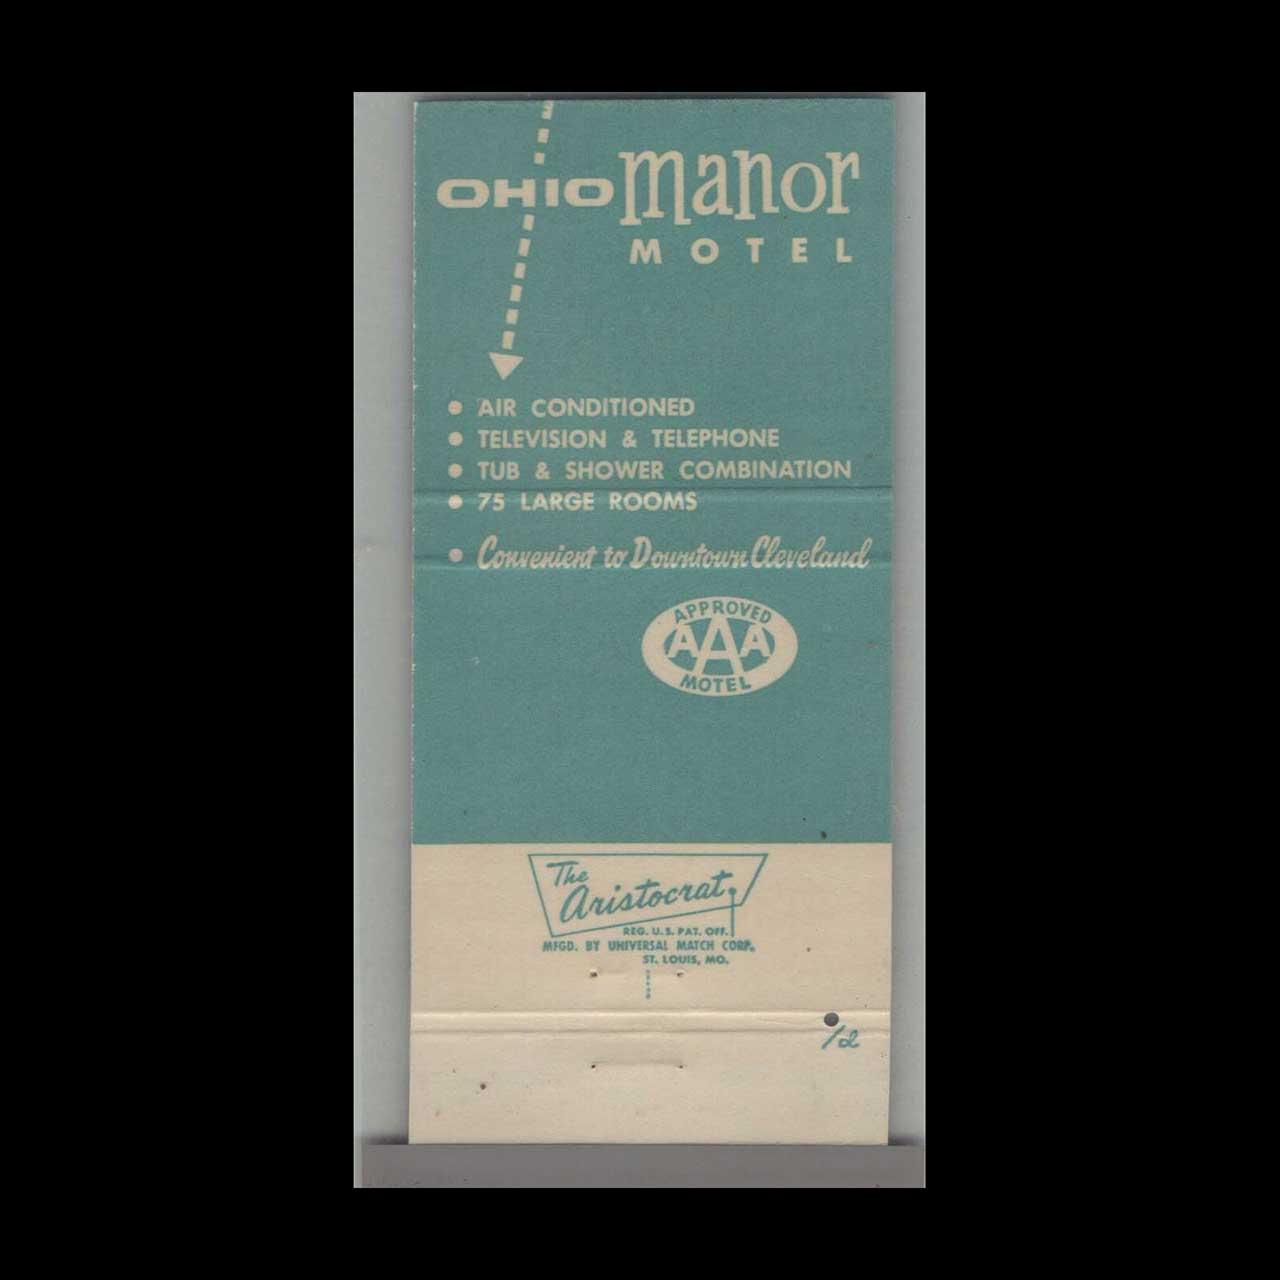 OHIO manor
MOTEL
• AIR CONDITIONED
• TELEVISION & TELEPHONE
• TUB & SHOWER COMBINATION
• 75 LARGE ROOMS
• Convenient to Downtown Cleveland
APPROVED
AAA
MOTEL
The
Aristocrat
REG. U.S. PAT. OFF.
MFGD. BY UNIVERSAL MATCH CORP.
ST. LOUIS, MO.